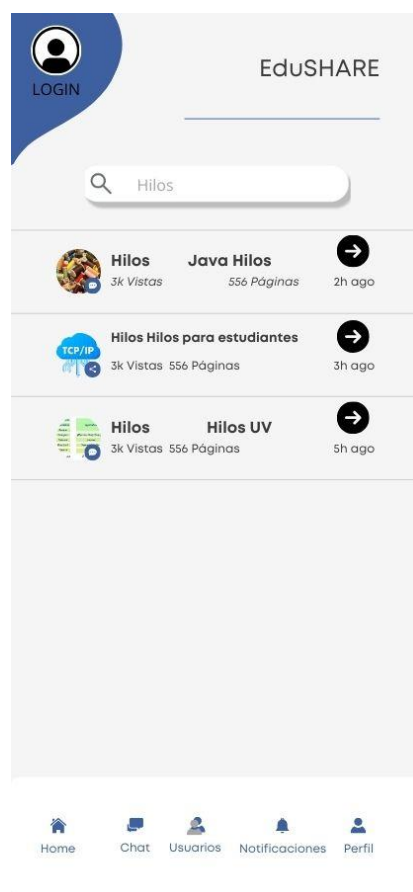 EduSHARE
LOGIN
Hilos
Hilos Java Hilos
3k Vistas 556 Páginas 2h ago
TCP/IP
Hilos Hilos para estudiantes
3k Vistas 556 Páginas 3h ago
Hilos Hilos UV
3k Vistas 556 Páginas 5h ago
Home Chat Usuarios Notificaciones Perfil